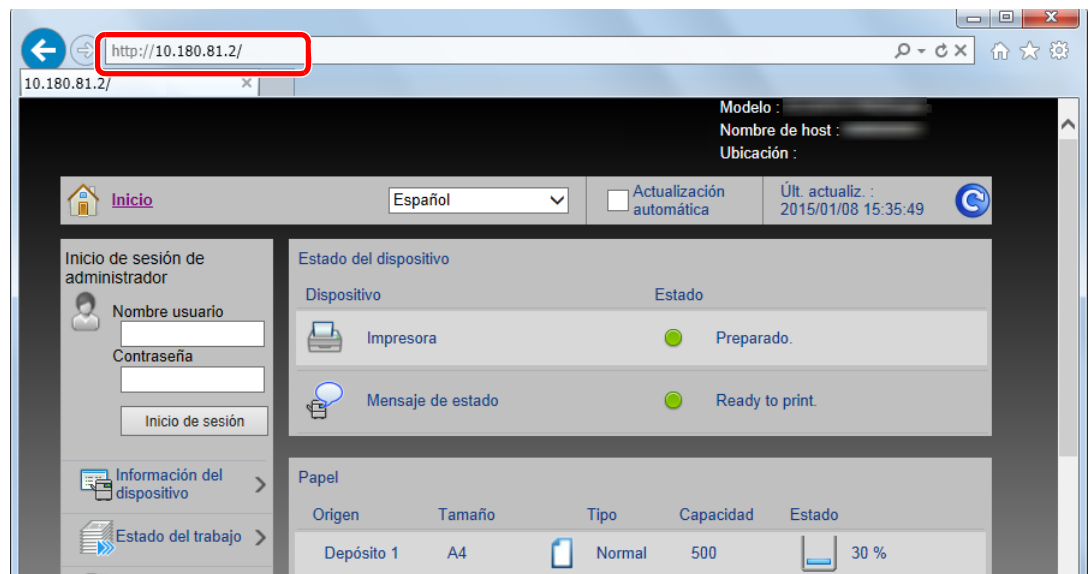 http://10.180.81.2/
10.180.81.2/
Modelo :
Nombre de host :
Ubicación :
Inicio
Español
Actualización
automática
Últ. actualiz. :
2015/01/08 15:35:49
Inicio de sesión de
administrador
Nombre usuario
Contraseña
Inicio de sesión
Información del
dispositivo
Estado del trabajo
Estado del dispositivo
Dispositivo Estado
Impresora Preparado.
Mensaje de estado Ready to print.
Papel
Origen Tamaño Tipo Capacidad Estado
Depósito 1 A4 Normal 500 30 %